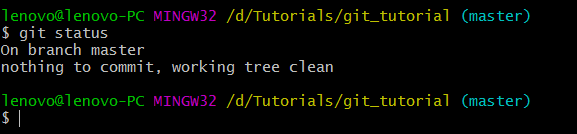 lenovo@lenovo-PC MINGW32 /d/Tutorials/git_tutorial (master)
$ git status
On branch master
nothing to commit, working tree clean
lenovo@lenovo-PC MINGW32 /d/Tutorials/git_tutorial (master)
$